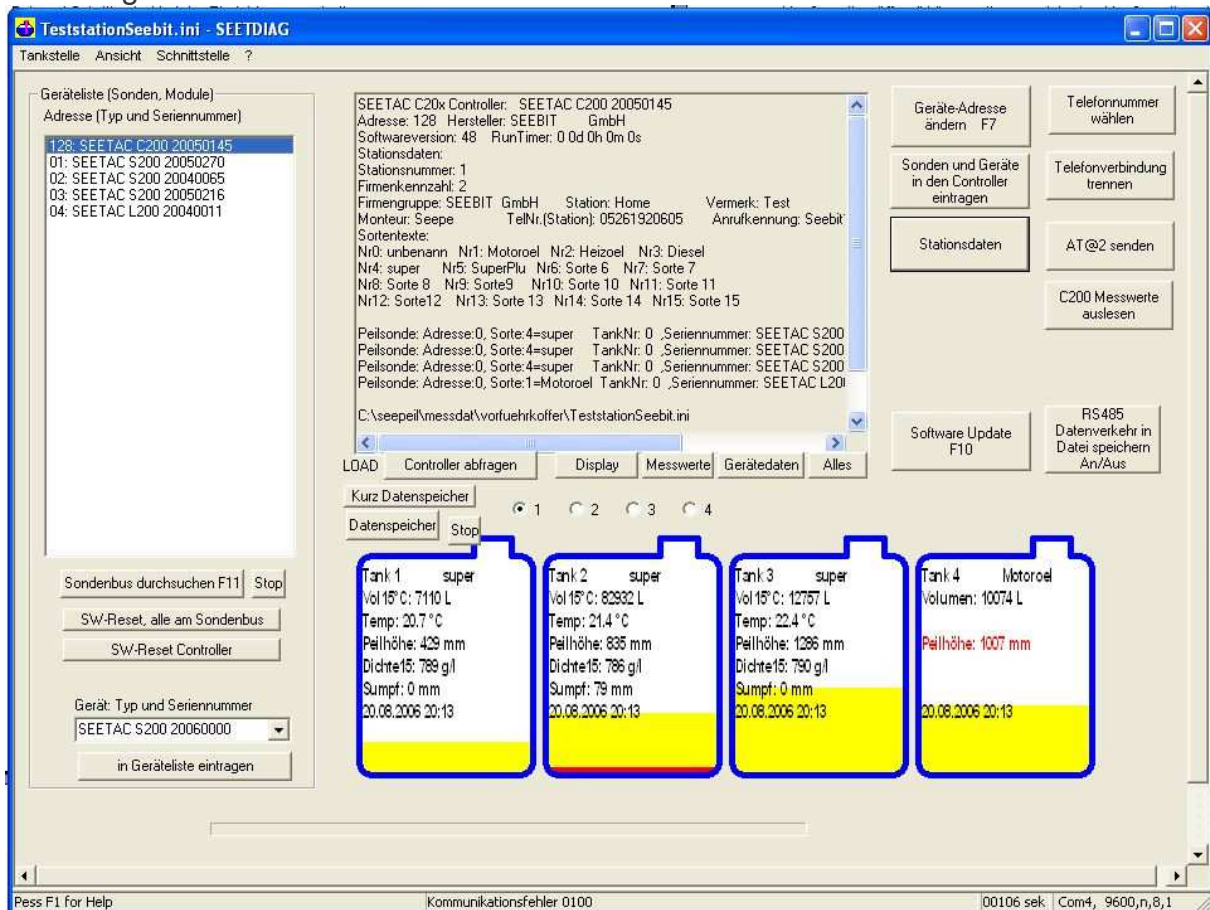 TeststationSeebit.ini - SEETDIAG
Tankstelle Ansicht Schnittstelle ?
Geräteliste (Sonden, Module)
Adresse (Typ und Seriennummer)
128: SEETAC C200 20050145
01: SEETAC S200 20050270
02: SEETAC S200 20040065
03: SEETAC S200 20050216
04: SEETAC L200 20040011
Sondenbus durchsuchen F11 Stop
SW-Reset, alle am Sondenbus
SW-Reset Controller
Gerät: Typ und Seriennummer
SEETAC S200 20060000
in Geräteliste eintragen
SEETAC C20x Controller: SEETAC C200 20050145
Adresse: 128 Hersteller: SEEBIT GmbH
Softwareversion: 48 RunTimer: 0 0d 0h 0m 0s
Stationsdaten:
Stationsnummer: 1
Firmenkennzahl: 2
Firmengruppe: SEEBIT GmbH Station: Home Vermerk: Test
Monteur: Seepe TelNr.(Station): 05261920605 Anrufkennung: Seebit
Sortentexte:
Nr0: unbenann Nr1: Motoroel Nr2: Heizoel Nr3: Diesel
Nr4: super Nr5: SuperPlu Nr6: Sorte 6 Nr7: Sorte 7
Nr8: Sorte 8 Nr9: Sorte9 Nr10: Sorte 10 Nr11: Sorte 11
Nr12: Sorte12 Nr13: Sorte 13 Nr14: Sorte 14 Nr15: Sorte 15
Peilsonde: Adresse:0, Sorte:4=super TankNr: 0 ,Seriennummer: SEETAC S200
Peilsonde: Adresse:0, Sorte:4=super TankNr: 0 ,Seriennummer: SEETAC S200
Peilsonde: Adresse:0, Sorte:4=super TankNr: 0 ,Seriennummer: SEETAC S200
Peilsonde: Adresse:0, Sorte:1=Motoroel TankNr: 0 ,Seriennummer: SEETAC L20
C:\seepeil\messdat\vorfuehrkoffer\TeststationSeebit.ini
LOAD Controller abfragen Display Messwerte Gerätedaten Alles
Kurz Datenspeicher
Datenspeicher Stop
1 2 3 4
Geräte-Adresse
ändern F7
Sonden und Geräte
in den Controller
eintragen
Stationsdaten
Software Update
F10
Telefonnummer
wählen
Telefonverbindung
trennen
AT@2 senden
C200 Messwerte
auslesen
RS485
Datenverkehr in
Datei speichern
An/Aus
Tank 1 super
Vol 15°C: 7110 L
Temp: 20.7 °C
Peilhöhe: 429 mm
Dichte15: 789 g/l
Sumpf: 0 mm
20.08.2006 20:13
Tank 2 super
Vol 15°C: 82932 L
Temp: 21.4 °C
Peilhöhe: 835 mm
Dichte15: 786 g/l
Sumpf: 79 mm
20.08.2006 20:13
Tank 3 super
Vol 15°C: 12757 L
Temp: 22.4 °C
Peilhöhe: 1286 mm
Dichte15: 790 g/l
Sumpf: 0 mm
20.08.2006 20:13
Tank 4 Motoroel
Volumen: 10074 L
Peilhöhe: 1007 mm
20.08.2006 20:13
Pess F1 for Help Kommunikationsfehler 0100 00106 sek Com4, 9600,n,8,1